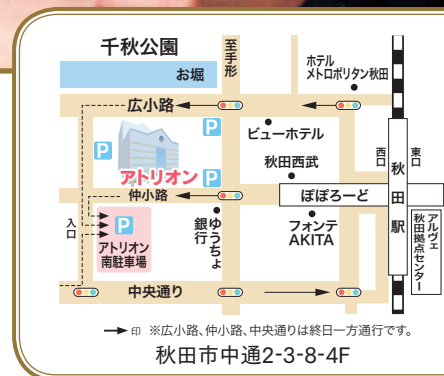 千秋公園
お堀
至手形
ホテル
メトロポリタン秋田
広小路
P
ビューホテル
P
アトリオン
P
秋田西武
西口
東口
秋田駅
仲小路
ぽぽろーど
入口
P
アトリオン
南駐車場
ゆうちょ
銀行
フォンテ
AKITA
アルヴェ
秋田拠点センター
中央通り
印 ※広小路、仲小路、中央通りは終日一方通行です。
秋田市中通2-3-8-4F